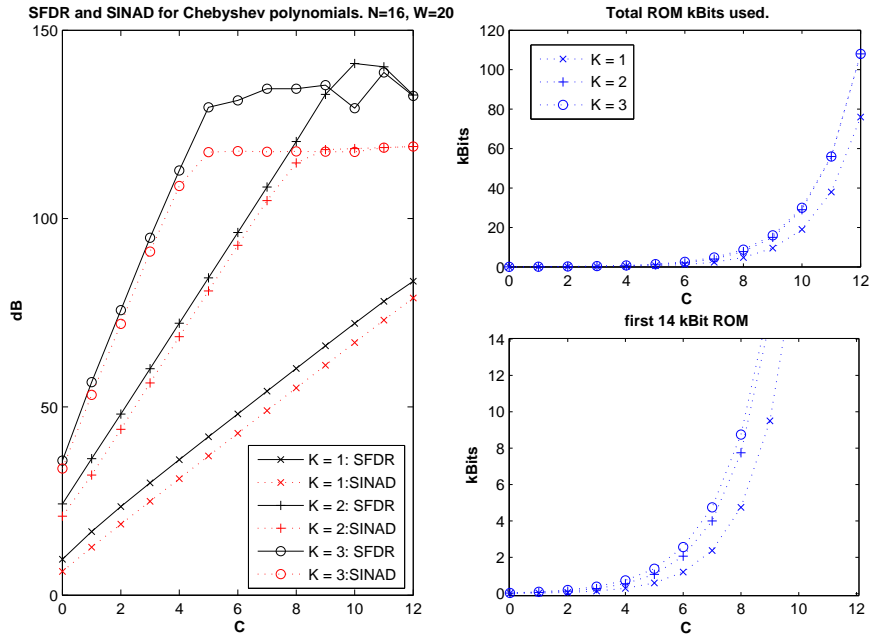 SFDR and SINAD for Chebyshev polynomials. N=16, W=20
150
100
50
0
dB
0 2 4 6 8 10 12
C
K = 1: SFDR
K = 1:SINAD
K = 2: SFDR
K = 2:SINAD
K = 3: SFDR
K = 3:SINAD
Total ROM kBits used.
120
100
80
60
40
20
0
kBits
0 2 4 6 8 10 12
C
K = 1
K = 2
K = 3
first 14 kBit ROM
14
12
10
8
6
4
2
0
kBits
0 2 4 6 8 10 12
C